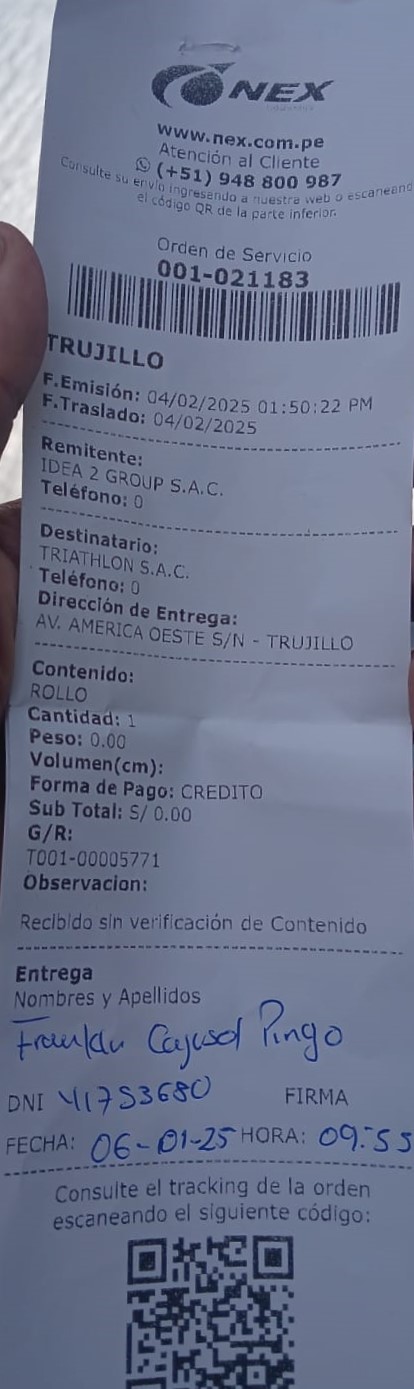 NEX
www.nex.com.pe
Atención al Cliente
(+51) 948 800 987
Consulte su envío ingresando a nuestra web o escaneand
el código QR de la parte inferior.
Orden de Servicio
001-021183
TRUJILLO
F.Emisión: 04/02/2025 01:50:22 PM
F.Traslado: 04/02/2025
Remitente:
IDEA 2 GROUP S.A.C.
Teléfono: 0
Destinatario:
TRIATHLON S.A.C.
Teléfono: 0
Dirección de Entrega:
AV. AMERICA OESTE S/N - TRUJILLO
Contenido:
ROLLO
Cantidad: 1
Peso: 0.00
Volumen(cm):
Forma de Pago: CREDITO
Sub Total: S/ 0.00
G/R:
T001-00005771
Observacion:
Recibido sin verificación de Contenido
Entrega
Nombres y Apellidos
Franklin Cajusol Pingo
DNI 41753680 FIRMA
FECHA: 06-01-25 HORA: 09:55
Consulte el tracking de la orden
escaneando el siguiente código: